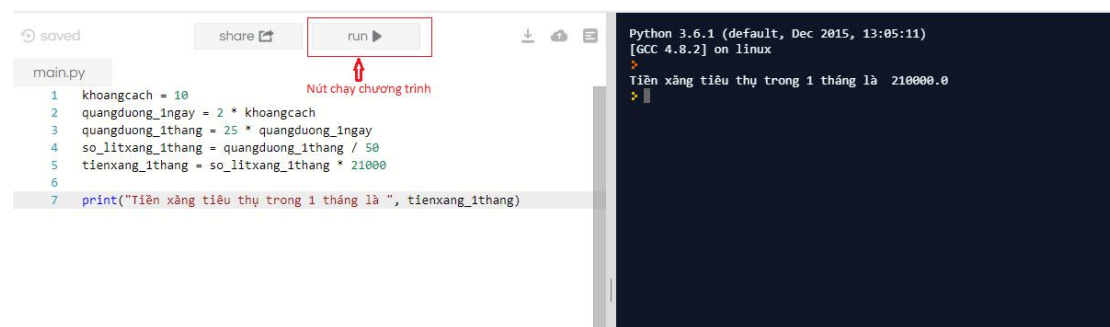 saved share run
main.py
Nút chạy chương trình
1 khoangcach = 10
2 quangduong_1ngay = 2 * khoangcach
3 quangduong_1thang = 25 * quangduong_1ngay
4 so_litxang_1thang = quangduong_1thang / 50
5 tienxang_1thang = so_litxang_1thang * 21000
6
7 print("Tiền xăng tiêu thụ trong 1 tháng là ", tienxang_1thang)
Python 3.6.1 (default, Dec 2015, 13:05:11)
[GCC 4.8.2] on linux
Tiền xăng tiêu thụ trong 1 tháng là  210000.0